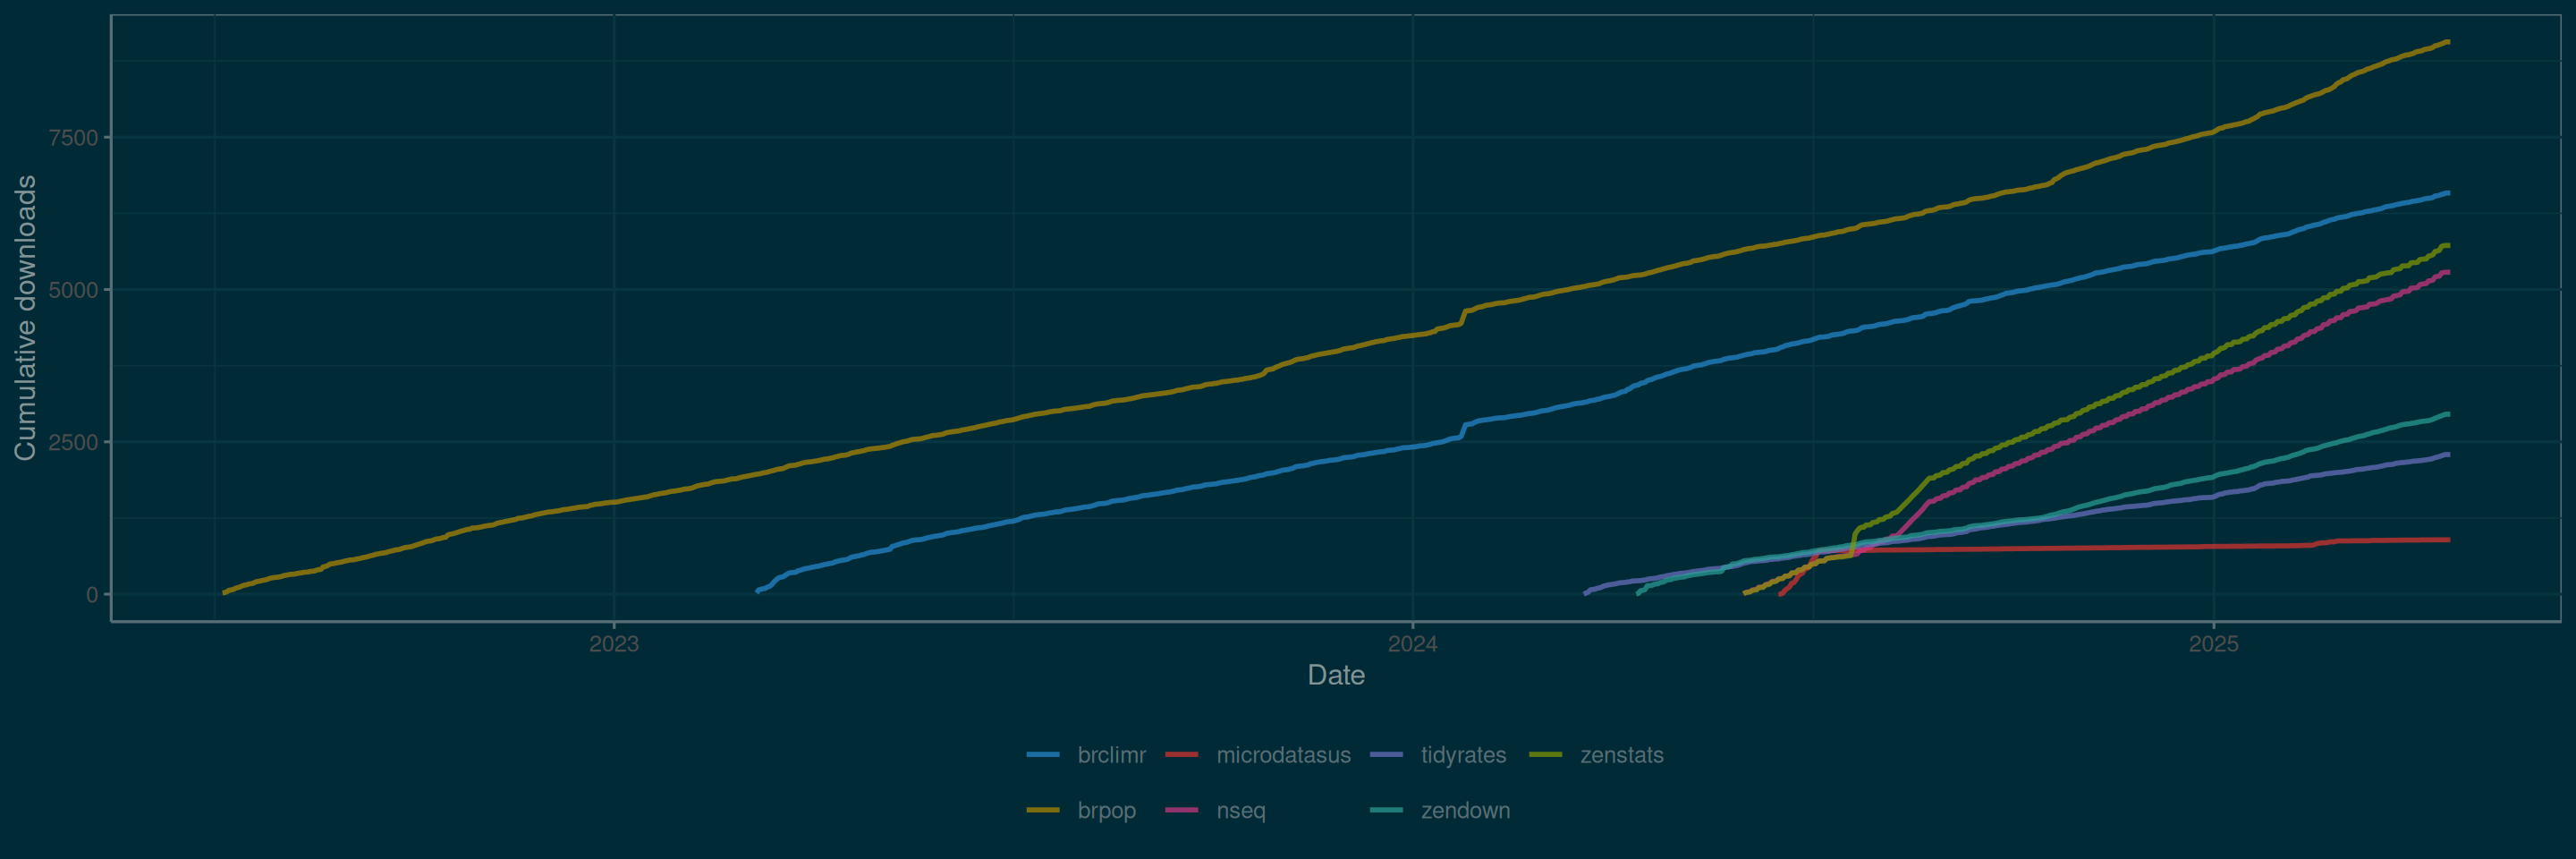 Cumulative downloads
7500
5000
2500
0
2023 2024 2025
Date
brclimr microdatasus tidyrates zenstats
brpop nseq zendown